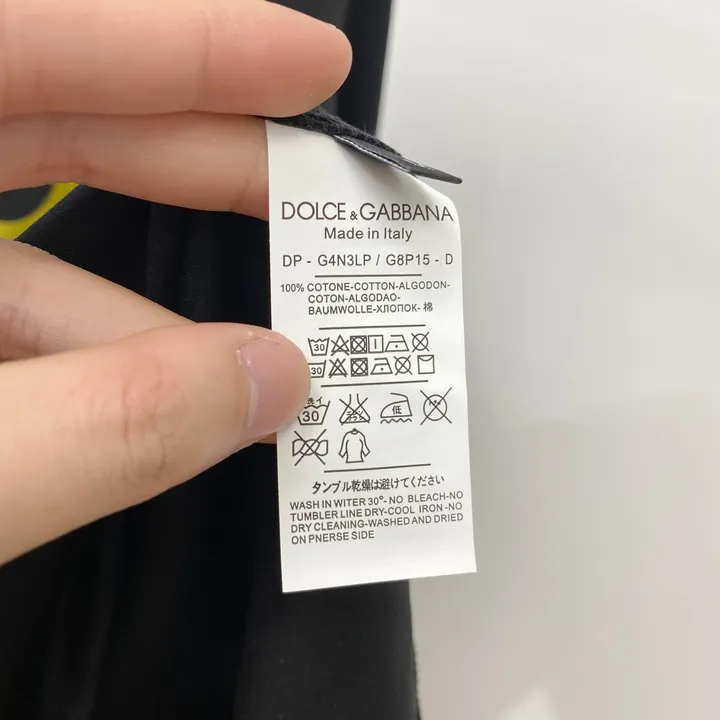 DOLCE & GABBANA
Made in Italy
DP - G4N3LP / G8P15 - D
100% COTONE-COTTON-ALGODON-
COTON-ALGODAO-
BAUMWOLLE-ХЛОПОК- 棉
30
30
洗イ
30
低
タンブル乾燥は避けてください
WASH IN WITER 30°- NO BLEACH-NO
TUMBLER LINE DRY-COOL IRON -NO
DRY CLEANING-WASHED AND DRIED
ON PNERSE SIDE